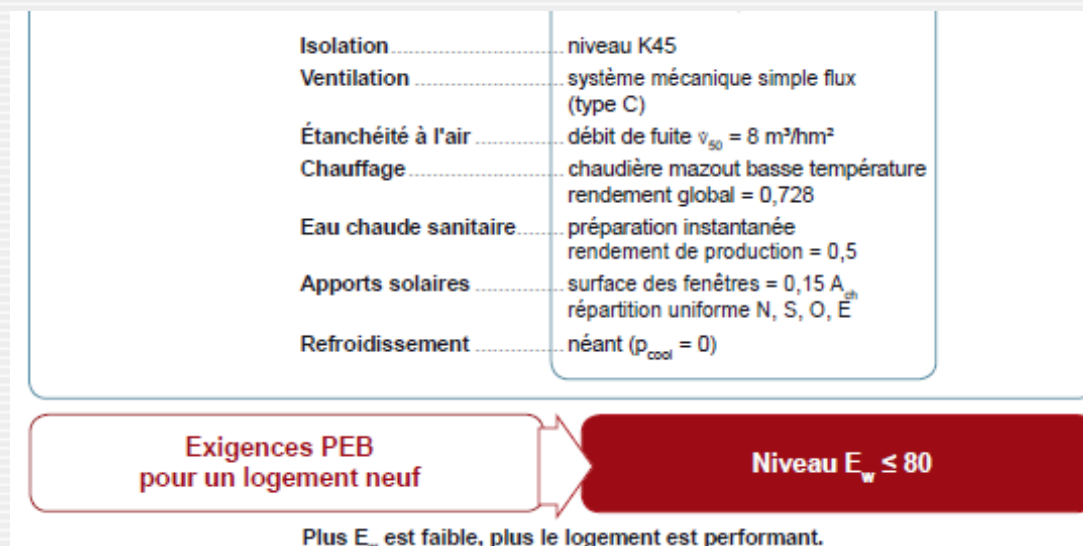 Isolation niveau K45
Ventilation système mécanique simple flux
(type C)
Étanchéité à l'air débit de fuite v̇50 = 8 m³/hm²
Chauffage chaudière mazout basse température
rendement global = 0,728
Eau chaude sanitaire préparation instantanée
rendement de production = 0,5
Apports solaires surface des fenêtres = 0,15 Ach
répartition uniforme N, S, O, E
Refroidissement néant (pcool = 0)
Exigences PEB
pour un logement neuf
Niveau Ew ≤ 80
Plus Ew est faible, plus le logement est performant.